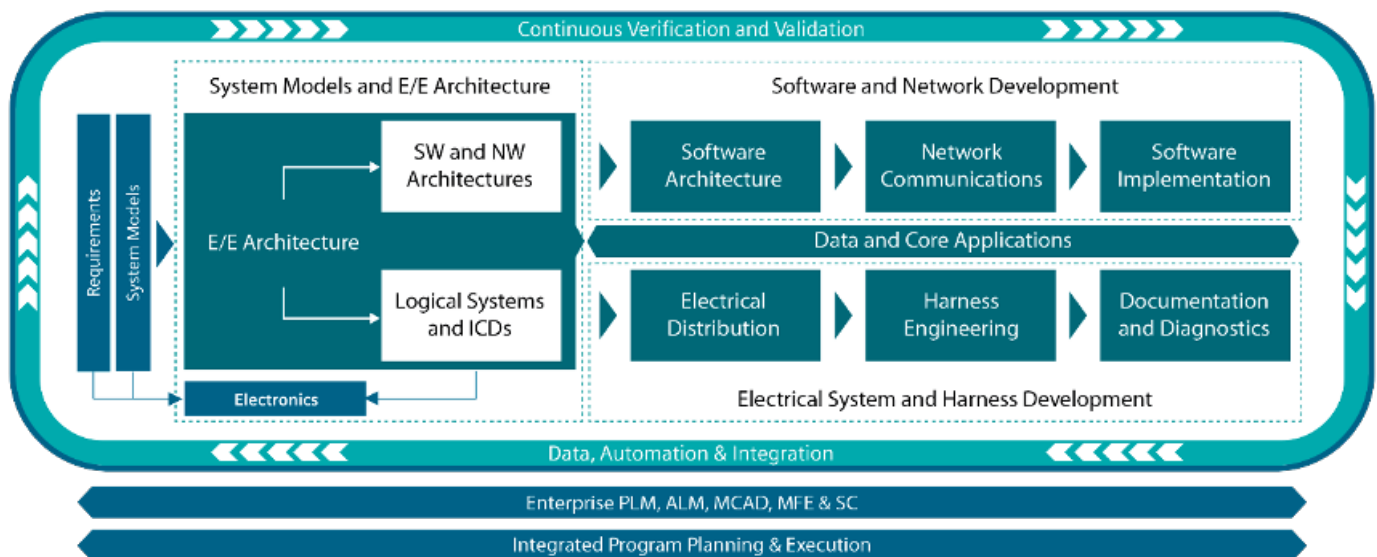 Continuous Verification and Validation
System Models and E/E Architecture
Software and Network Development
Requirements
System Models
E/E Architecture
SW and NW
Architectures
Logical Systems
and ICDs
Electronics
Software
Architecture
Network
Communications
Software
Implementation
Data and Core Applications
Electrical
Distribution
Harness
Engineering
Documentation
and Diagnostics
Electrical System and Harness Development
Data, Automation & Integration
Enterprise PLM, ALM, MCAD, MFE & SC
Integrated Program Planning & Execution